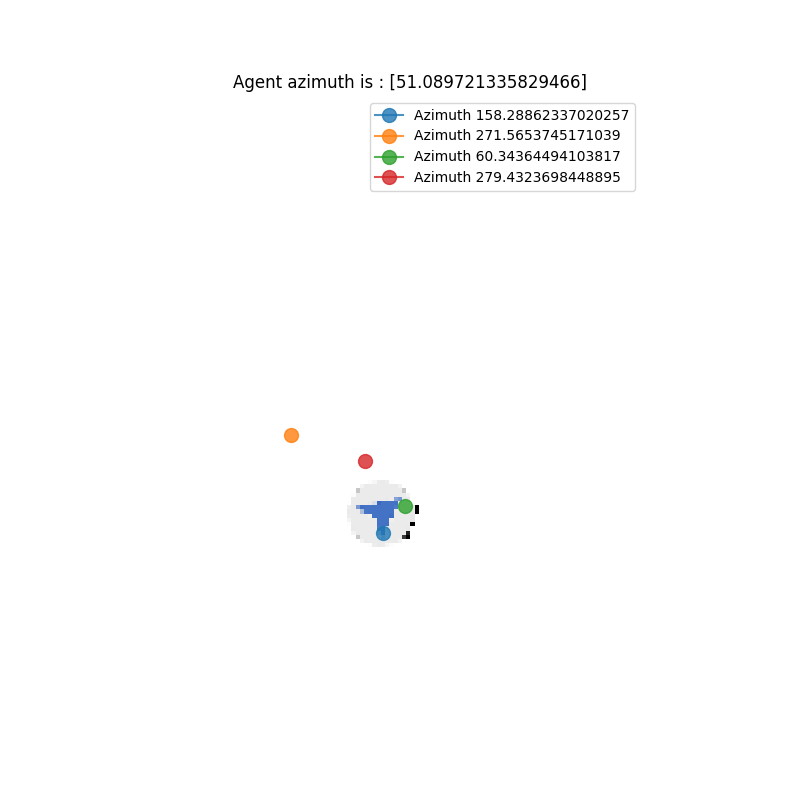 Agent azimuth is : [51.089721335829466]
Azimuth 158.28862337020257
Azimuth 271.5653745171039
Azimuth 60.34364494103817
Azimuth 279.4323698448895